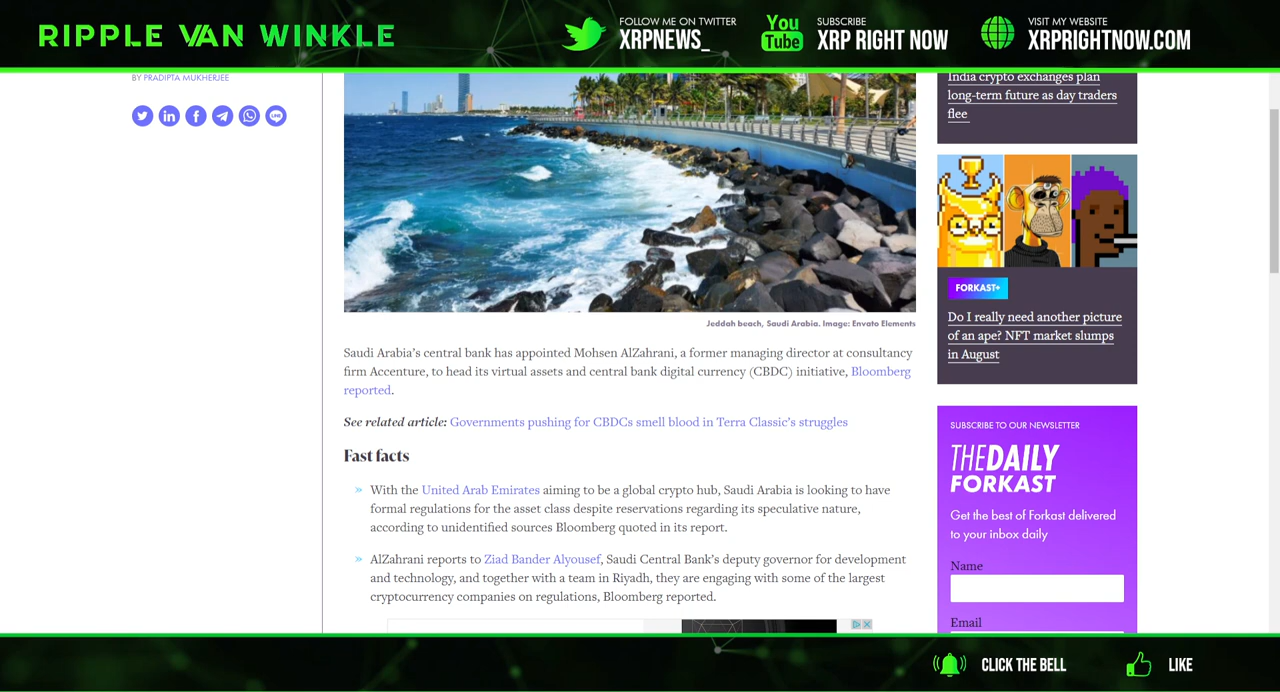 RIPPLE VAN WINKLE
FOLLOW ME ON TWITTER
XRPNEWS_
You
Tube
SUBSCRIBE
XRP RIGHT NOW
VISIT MY WEBSITE
XRPRIGHTNOW.COM
BY PRADIPTA MUKHERJEE
LINE
Jeddah beach, Saudi Arabia. Image: Envato Elements
Saudi Arabia's central bank has appointed Mohsen AlZahrani, a former managing director at consultancy
firm Accenture, to head its virtual assets and central bank digital currency (CBDC) initiative, Bloomberg
reported.
See related article: Governments pushing for CBDCs smell blood in Terra Classic's struggles
Fast facts
» With the United Arab Emirates aiming to be a global crypto hub, Saudi Arabia is looking to have
formal regulations for the asset class despite reservations regarding its speculative nature,
according to unidentified sources Bloomberg quoted in its report.
» AlZahrani reports to Ziad Bander Alyousef, Saudi Central Bank's deputy governor for development
and technology, and together with a team in Riyadh, they are engaging with some of the largest
cryptocurrency companies on regulations, Bloomberg reported.
India crypto exchanges plan
long-term future as day traders
flee
FORKAST+
Do I really need another picture
of an ape? NFT market slumps
in August
SUBSCRIBE TO OUR NEWSLETTER
THE DAILY
FORKAST
Get the best of Forkast delivered
to your inbox daily
Name
Email
CLICK THE BELL
LIKE